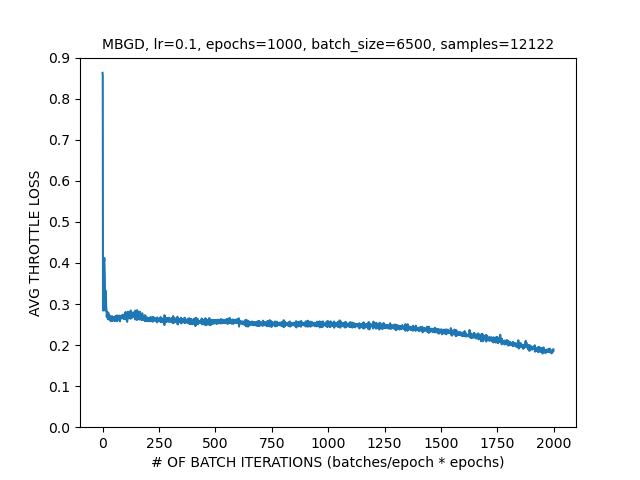 MBGD, lr=0.1, epochs=1000, batch_size=6500, samples=12122
0.9
0.8
0.7
0.6
0.5
0.4
0.3
0.2
0.1
0.0
AVG THROTTLE LOSS
0 250 500 750 1000 1250 1500 1750 2000
# OF BATCH ITERATIONS (batches/epoch * epochs)